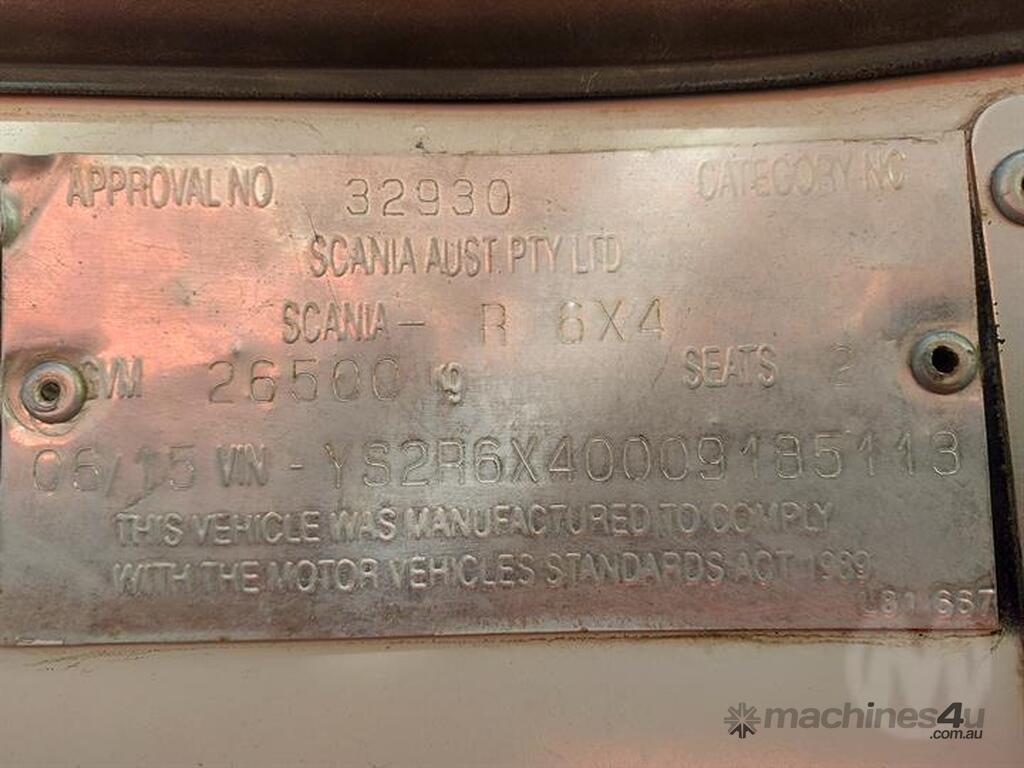 APPROVAL NO. 32930 CATEGORY NC
SCANIA AUST. PTY LTD
SCANIA - R 6X4
GVM 26500 kg SEATS 2
06/15 VIN - YS2R6X40009185113
THIS VEHICLE WAS MANUFACTURED TO COMPLY
WITH THE MOTOR VEHICLES STANDARDS ACT 1989
machines4u
.com.au